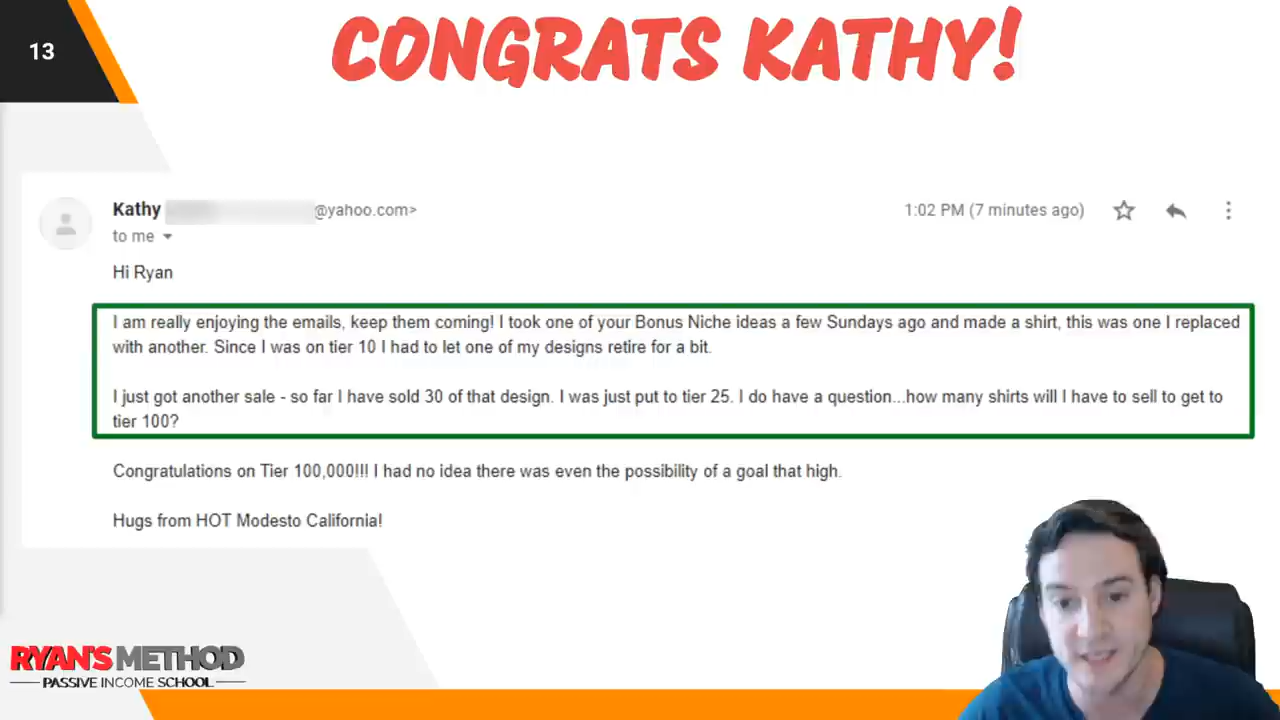 13
CONGRATS KATHY!
Kathy @yahoo.com>
1:02 PM (7 minutes ago)
to me
Hi Ryan
I am really enjoying the emails, keep them coming! I took one of your Bonus Niche ideas a few Sundays ago and made a shirt, this was one I replaced
with another. Since I was on tier 10 I had to let one of my designs retire for a bit.
I just got another sale - so far I have sold 30 of that design. I was just put to tier 25. I do have a question...how many shirts will I have to sell to get to
tier 100?
Congratulations on Tier 100,000!!! I had no idea there was even the possibility of a goal that high.
Hugs from HOT Modesto California!
RYAN'S METHOD
PASSIVE INCOME SCHOOL